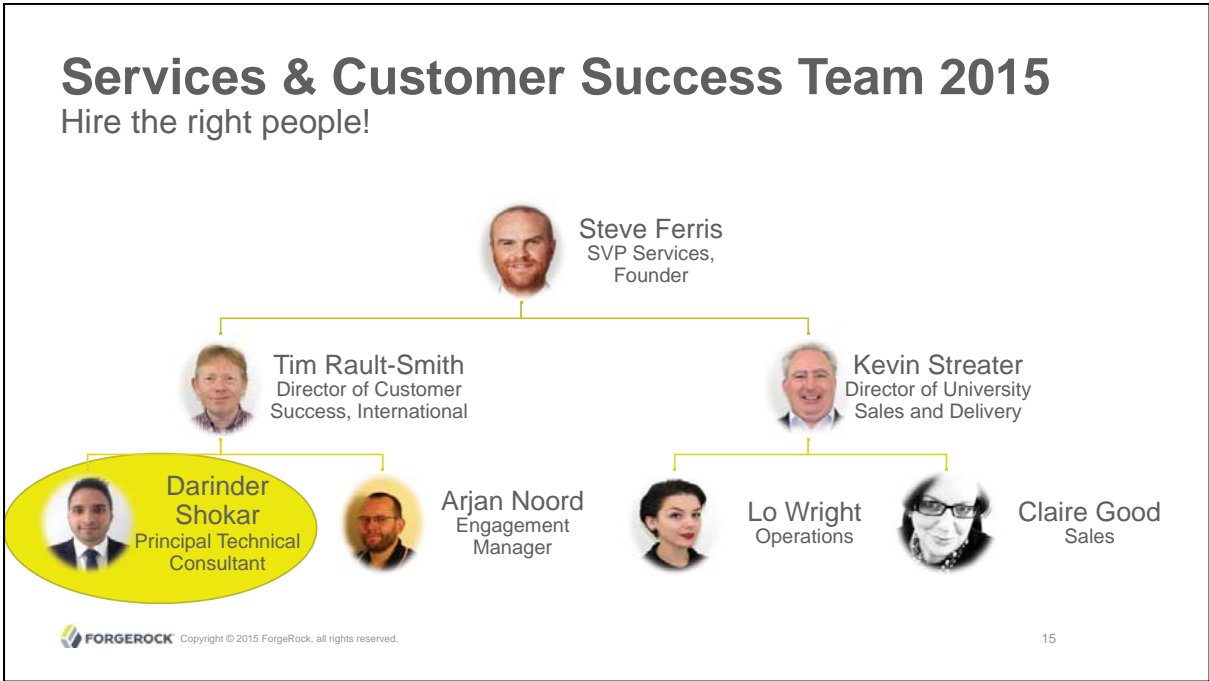 Services & Customer Success Team 2015
Hire the right people!
Steve Ferris
SVP Services,
Founder
Tim Rault-Smith
Director of Customer
Success, International
Kevin Streater
Director of University
Sales and Delivery
Darinder
Shokar
Principal Technical
Consultant
Arjan Noord
Engagement
Manager
Lo Wright
Operations
Claire Good
Sales
FORGEROCK Copyright © 2015 ForgeRock, all rights reserved.
15